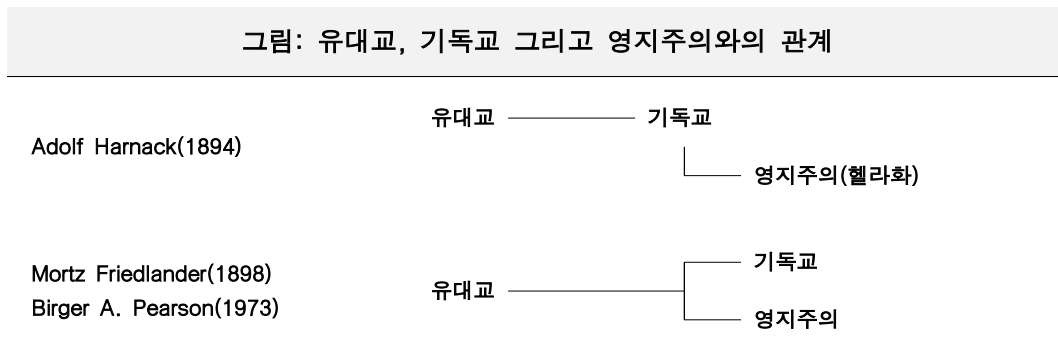 그림: 유대교, 기독교 그리고 영지주의와의 관계
유대교 기독교
Adolf Harnack(1894)
영지주의(헬라화)
기독교
Mortz Friedlander(1898)
유대교
Birger A. Pearson(1973)
영지주의